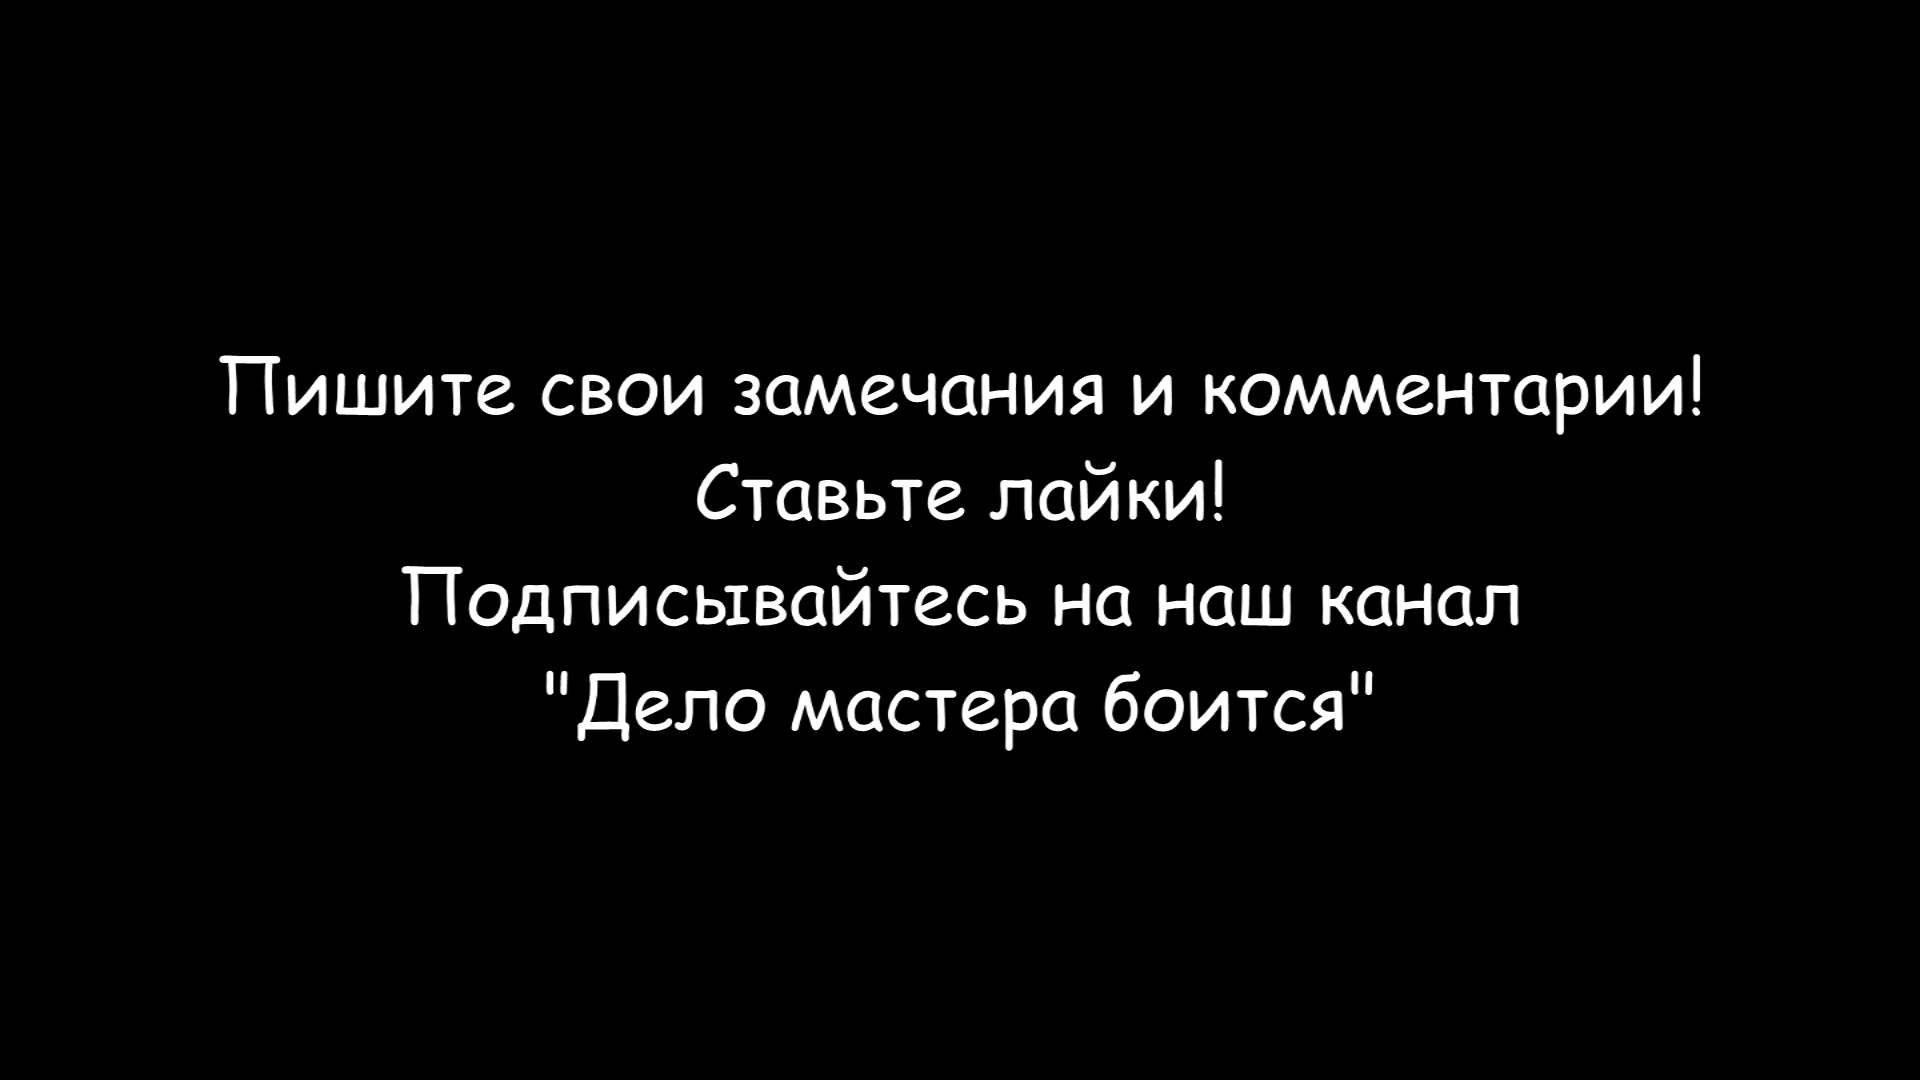 Пишите свои замечания и комментарии!
Ставьте лайки!
Подписывайтесь на наш канал
"Дело мастера боится"